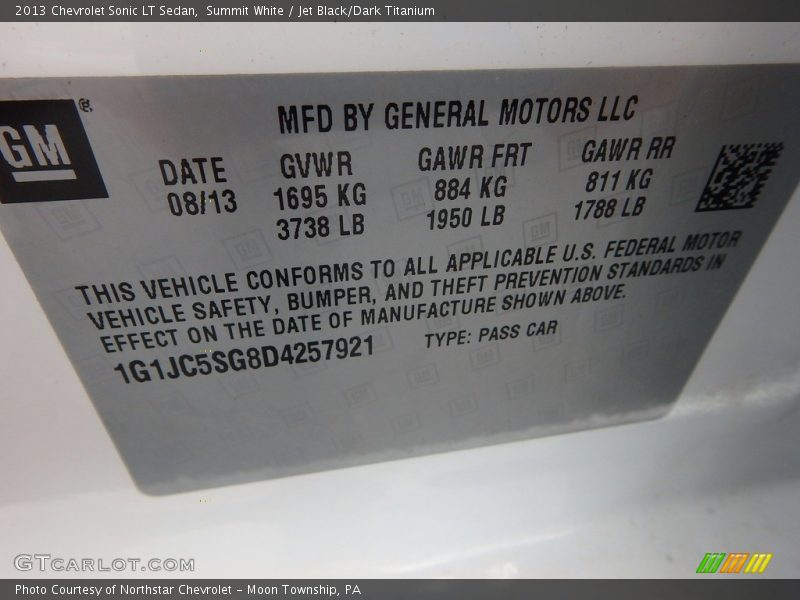 2013 Chevrolet Sonic LT Sedan, Summit White / Jet Black/Dark Titanium
GM ®
MFD BY GENERAL MOTORS LLC
DATE GVWR GAWR FRT GAWR RR
08/13 1695 KG 884 KG 811 KG
3738 LB 1950 LB 1788 LB
THIS VEHICLE CONFORMS TO ALL APPLICABLE U.S. FEDERAL MOTOR
VEHICLE SAFETY, BUMPER, AND THEFT PREVENTION STANDARDS IN
EFFECT ON THE DATE OF MANUFACTURE SHOWN ABOVE.
1G1JC5SG8D4257921 TYPE: PASS CAR
GTCARLOT.COM
Photo Courtesy of Northstar Chevrolet - Moon Township, PA